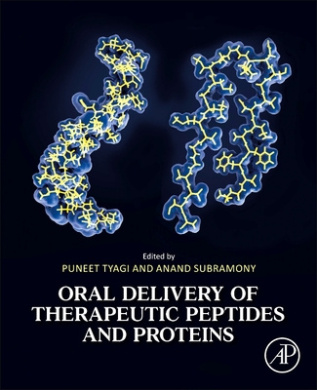 Edited by
PUNEET TYAGI AND ANAND SUBRAMONY
ORAL DELIVERY OF
THERAPEUTIC PEPTIDES
AND PROTEINS
AP